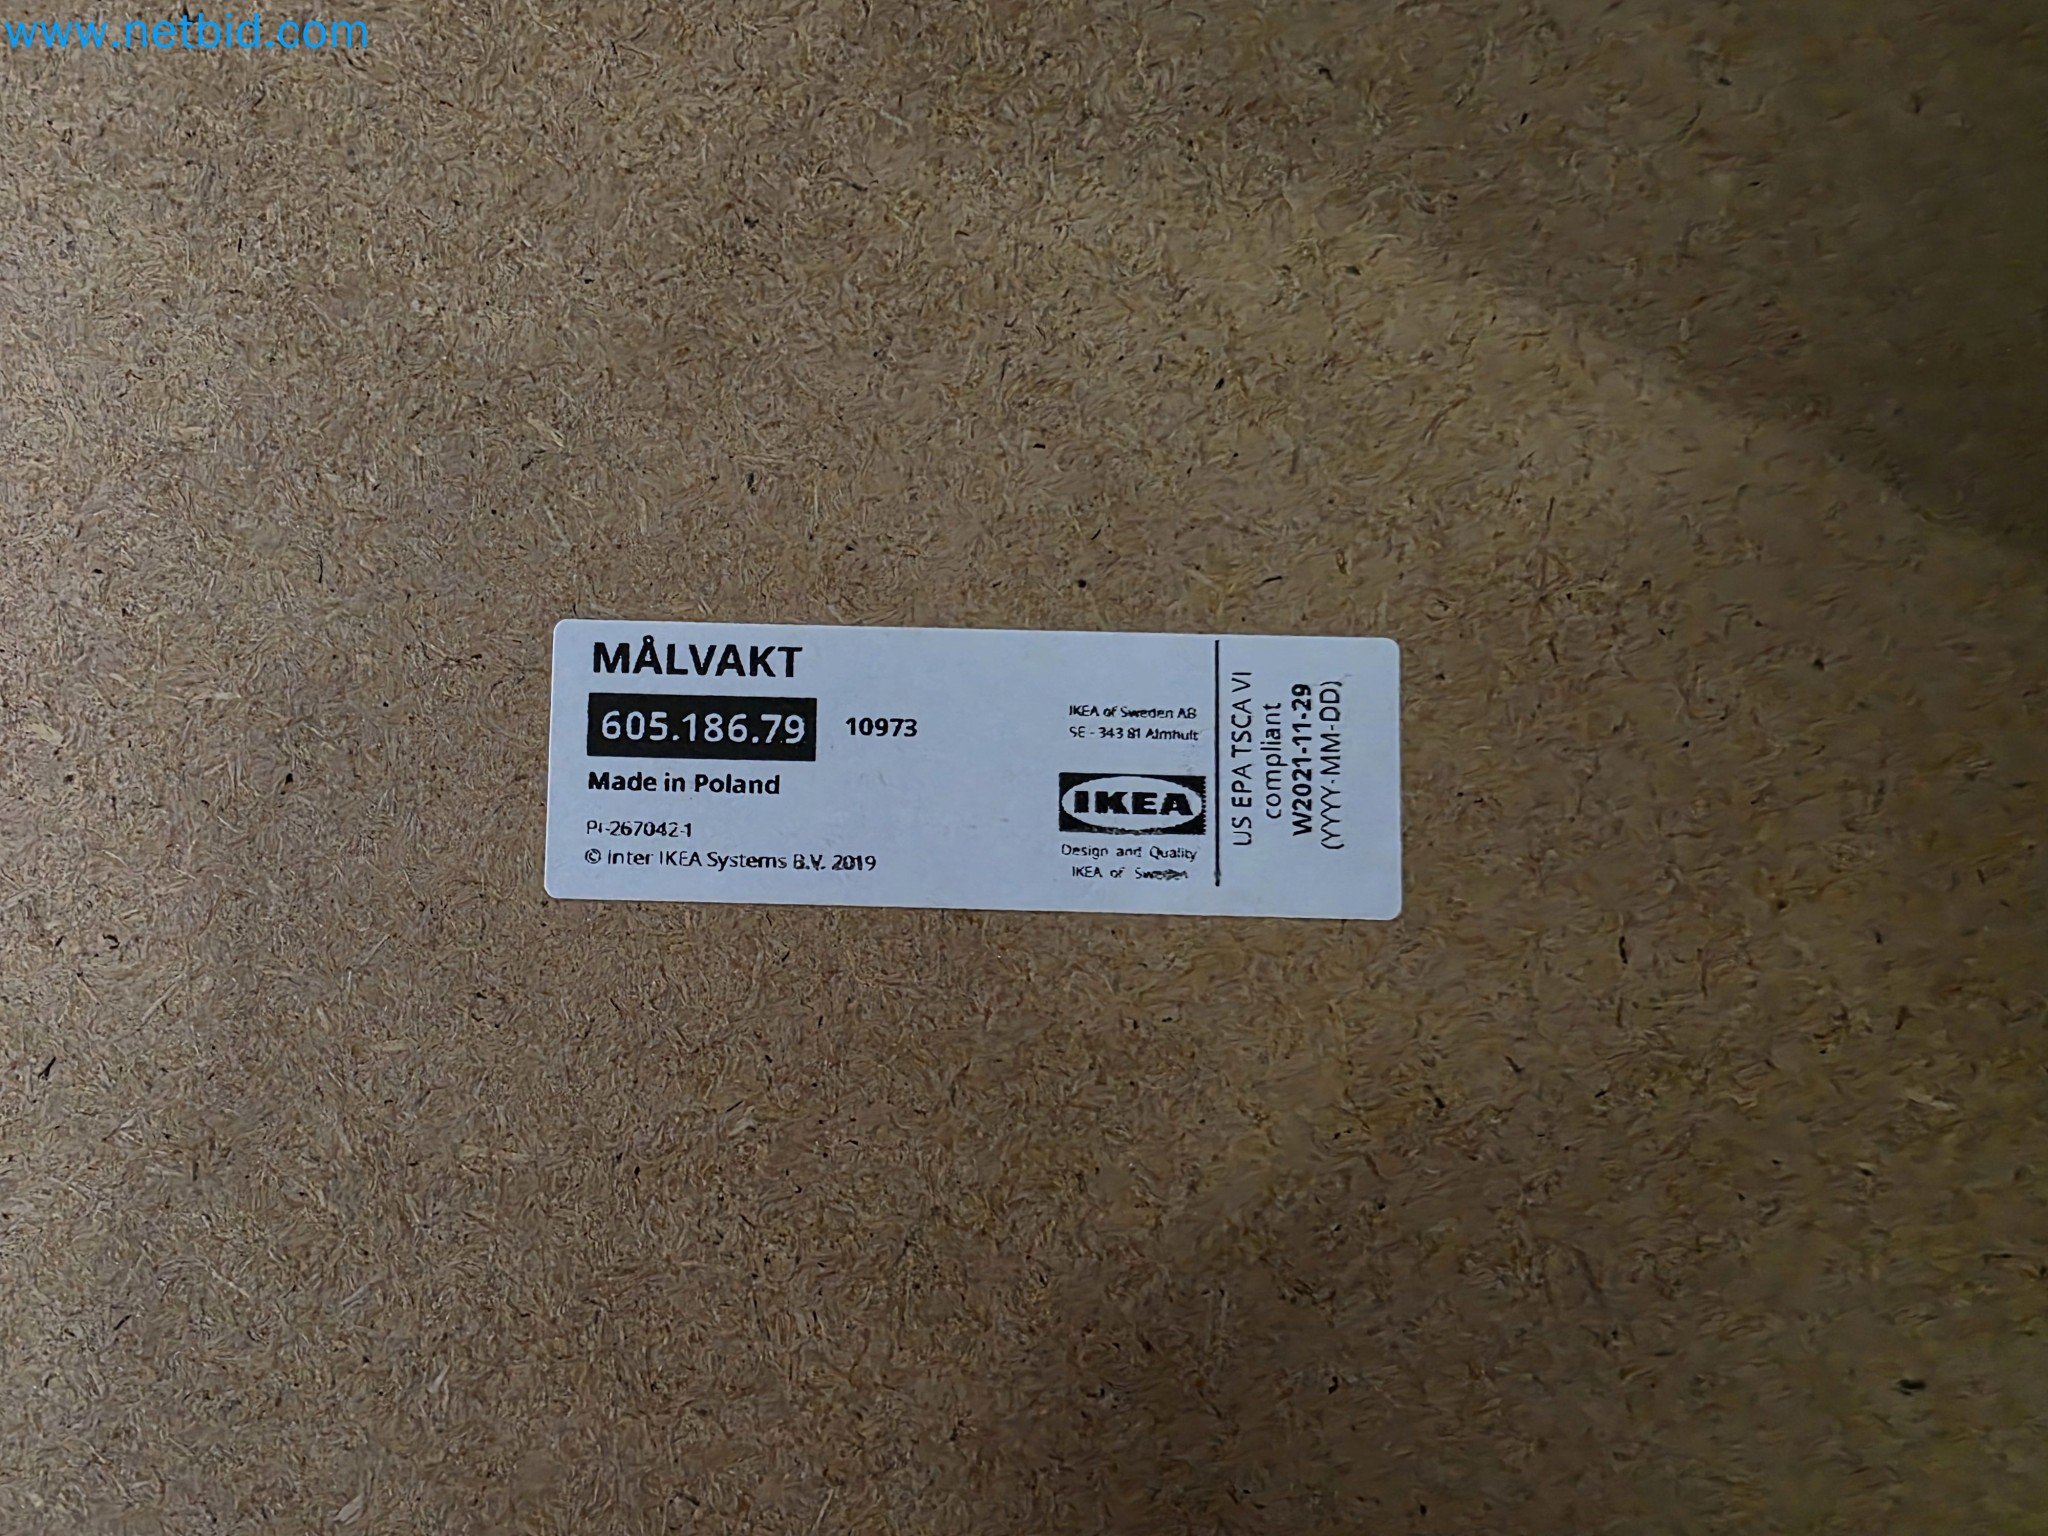 www.netbid.com
MÅLVAKT
605.186.79 10973
Made in Poland
PI-267042-1
© Inter IKEA Systems B.V. 2019
IKEA of Sweden AB
SE - 343 81 Älmhult
IKEA
Design and Quality
IKEA of Sweden
US EPA TSCA VI
compliant
W2021-11-29
(YYYY-MM-DD)